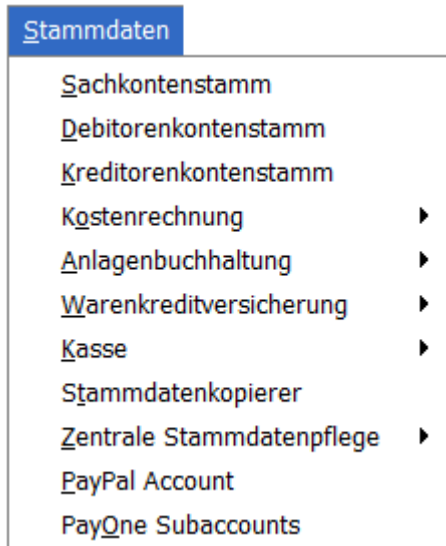 Stammdaten
Sachkontenstamm
Debitorenkontenstamm
Kreditorenkontenstamm
Kostenrechnung
Anlagenbuchhaltung
Warenkreditversicherung
Kasse
Stammdatenkopierer
Zentrale Stammdatenpflege
PayPal Account
PayOne Subaccounts